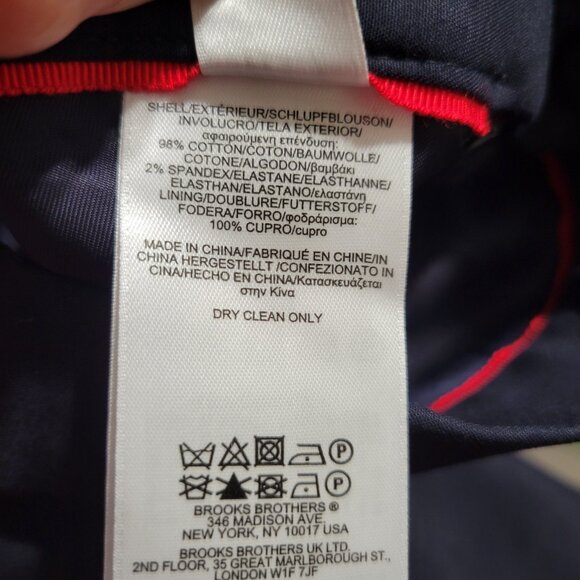 SHELL/EXTÉRIEUR/SCHLUPFBLOUSON/
INVOLUCRO/TELA EXTERIOR/
αφαιρούμενη επένδυση:
98% COTTON/COTON/BAUMWOLLE/
COTONE/ALGODON/βαμβάκι
2% SPANDEX/ELASTANE/ELASTHANNE/
ELASTHAN/ELASTANO/ελαστάνη
LINING/DOUBLURE/FUTTERSTOFF/
FODERA/FORRO/φοδράρισμα:
100% CUPRO/cupro
MADE IN CHINA/FABRIQUÉ EN CHINE/IN
CHINA HERGESTELLT /CONFEZIONATO IN
CINA/HECHO EN CHINA/Κατασκευάζεται
στην Κίνα
DRY CLEAN ONLY
P
P
BROOKS BROTHERS ®
346 MADISON AVE.
NEW YORK, NY 10017 USA
BROOKS BROTHERS UK LTD.
2ND FLOOR, 35 GREAT MARLBOROUGH ST.,
LONDON W1F 7JF